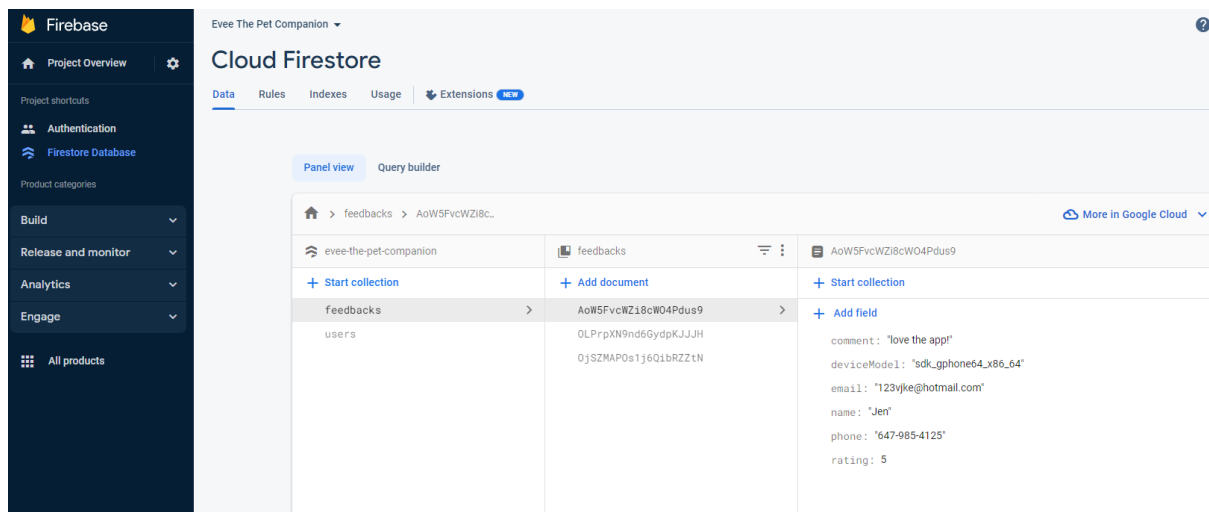 Firebase
Evee The Pet Companion
Project Overview
Cloud Firestore
Data Rules Indexes Usage Extensions NEW
Project shortcuts
Authentication
Firestore Database
Product categories
Panel view Query builder
Build
feedbacks > AoW5FvcWZi8c...
More in Google Cloud
Release and monitor
evee-the-pet-companion
feedbacks
AoW5FvcWZi8cWO4Pdus9
Analytics
+ Start collection
+ Add document
+ Start collection
Engage
feedbacks
AoW5FvcWZi8cWO4Pdus9
+ Add field
users
OLPrpXN9nd6GydpKJJJH
OjSZMAPOs1j6QibRZZtN
comment: "love the app!"
All products
deviceModel: "sdk_gphone64_x86_64"
email: "123vjke@hotmail.com"
name: "Jen"
phone: "647-985-4125"
rating: 5